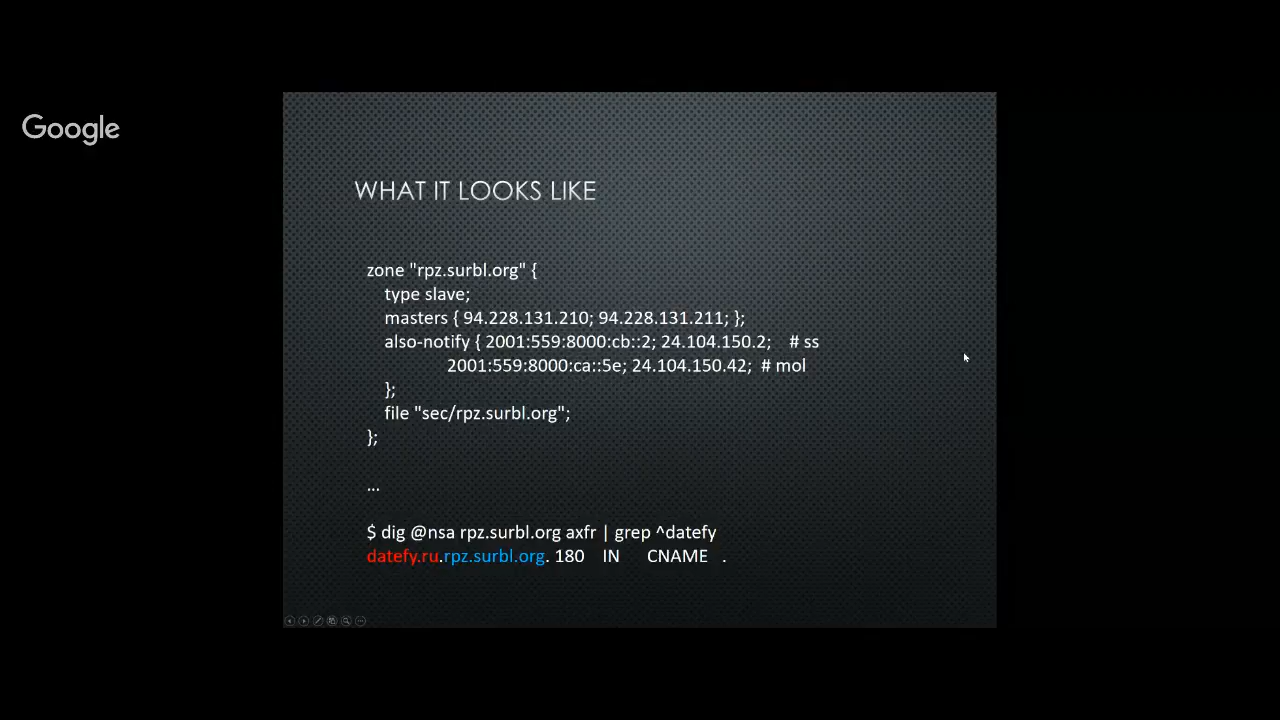 Google
WHAT IT LOOKS LIKE
zone "rpz.surbl.org" {
type slave;
masters { 94.228.131.210; 94.228.131.211; };
also-notify { 2001:559:8000:cb::2; 24.104.150.2; # ss
2001:559:8000:ca::5e; 24.104.150.42; # mol
};
file "sec/rpz.surbl.org";
};
...
$ dig @nsa rpz.surbl.org axfr | grep ^datefy
datefy.ru.rpz.surbl.org. 180 IN CNAME .